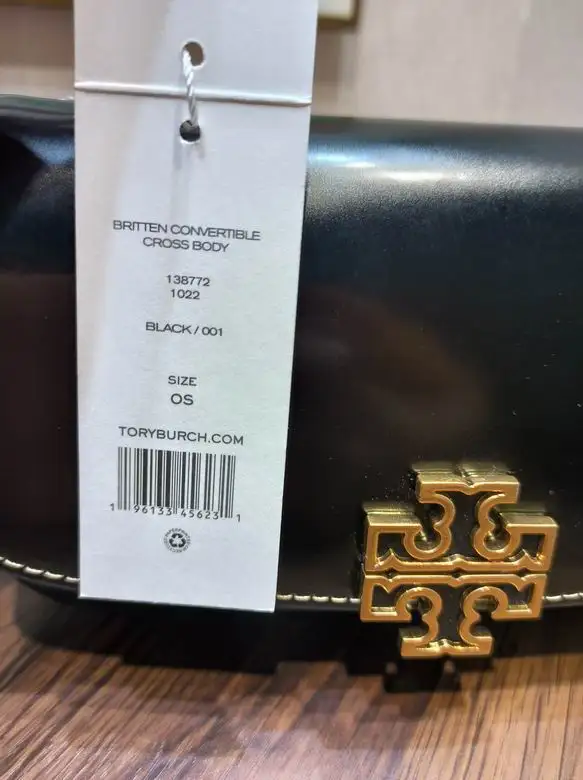 BRITTEN CONVERTIBLE
CROSS BODY
138772
1022
BLACK / 001
SIZE
OS
TORYBURCH.COM
1 96133 45623 1